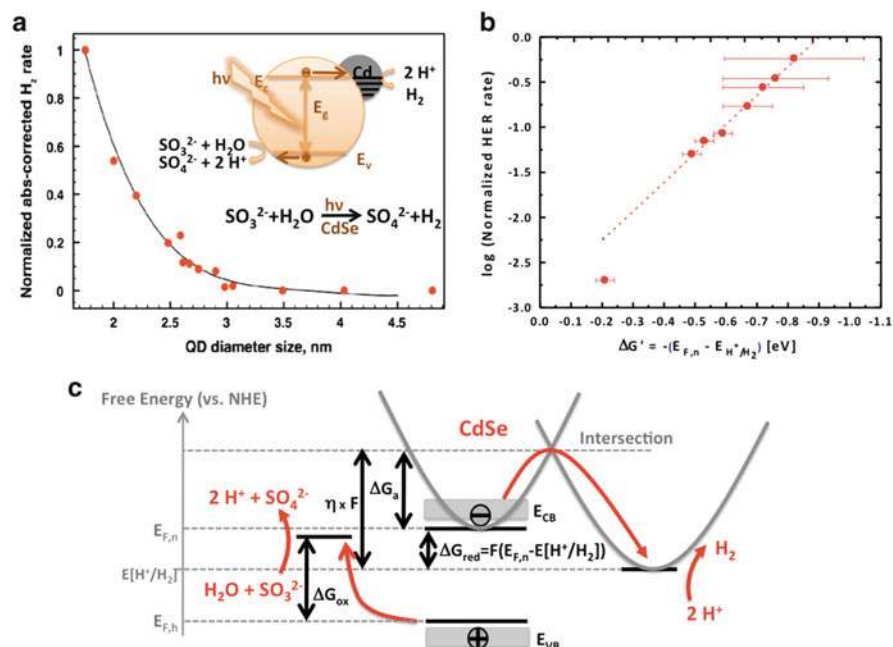 a
Normalized abs-corrected H₂ rate
1
0.8
0.6
0.4
0.2
0
2
2.5
3
3.5
4
4.5
QD diameter size, nm
hν
E_c
E_g
E_v
Cd
2 H⁺
H₂
SO₃²⁻ + H₂O
SO₄²⁻ + 2 H⁺
hν
SO₃²⁻+H₂O → SO₄²⁻+H₂
CdSe
b
log (Normalized HER rate)
0.0
-0.5
-1.0
-1.5
-2.0
-2.5
-3.0
0.0 -0.1 -0.2 -0.3 -0.4 -0.5 -0.6 -0.7 -0.8 -0.9 -1.0 -1.1
ΔG' = -(E_F,n - E_H⁺/H₂) [eV]
c
Free Energy (vs. NHE)
CdSe
Intersection
2 H⁺ + SO₄²⁻
η x F
ΔG_a
E_CB
E_F,n
ΔG_red=F(E_F,n-E[H⁺/H₂])
H₂
E[H⁺/H₂]
H₂O + SO₃²⁻
ΔG_ox
2 H⁺
E_F,h
E_VB